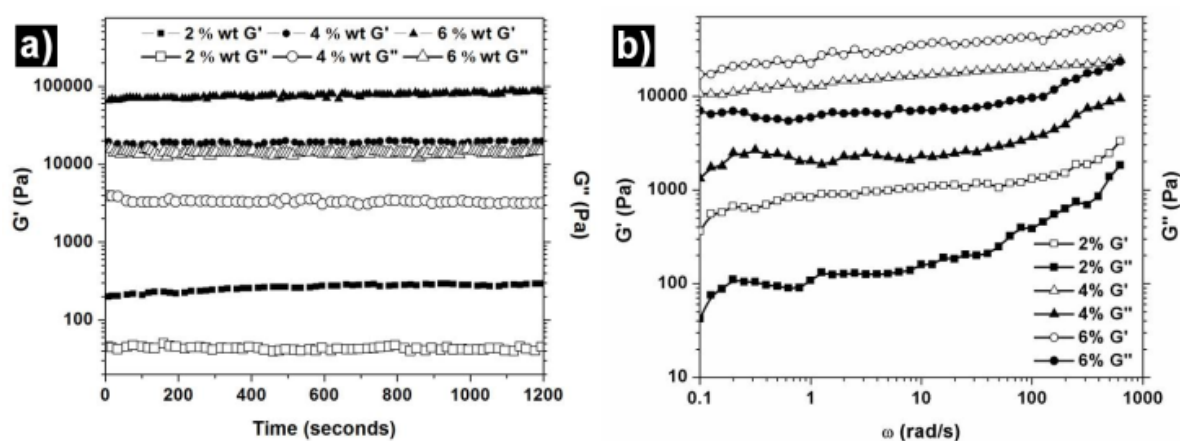 a)
2 % wt G' 4 % wt G' 6 % wt G'
2 % wt G'' 4 % wt G'' 6 % wt G''
100000
10000
1000
100
G' (Pa)
G'' (Pa)
0 200 400 600 800 1000 1200
Time (seconds)
b)
10000
1000
100
10
G' (Pa)
G'' (Pa)
2% G'
2% G''
4% G'
4% G''
6% G'
6% G''
0.1 1 10 100 1000
ω (rad/s)